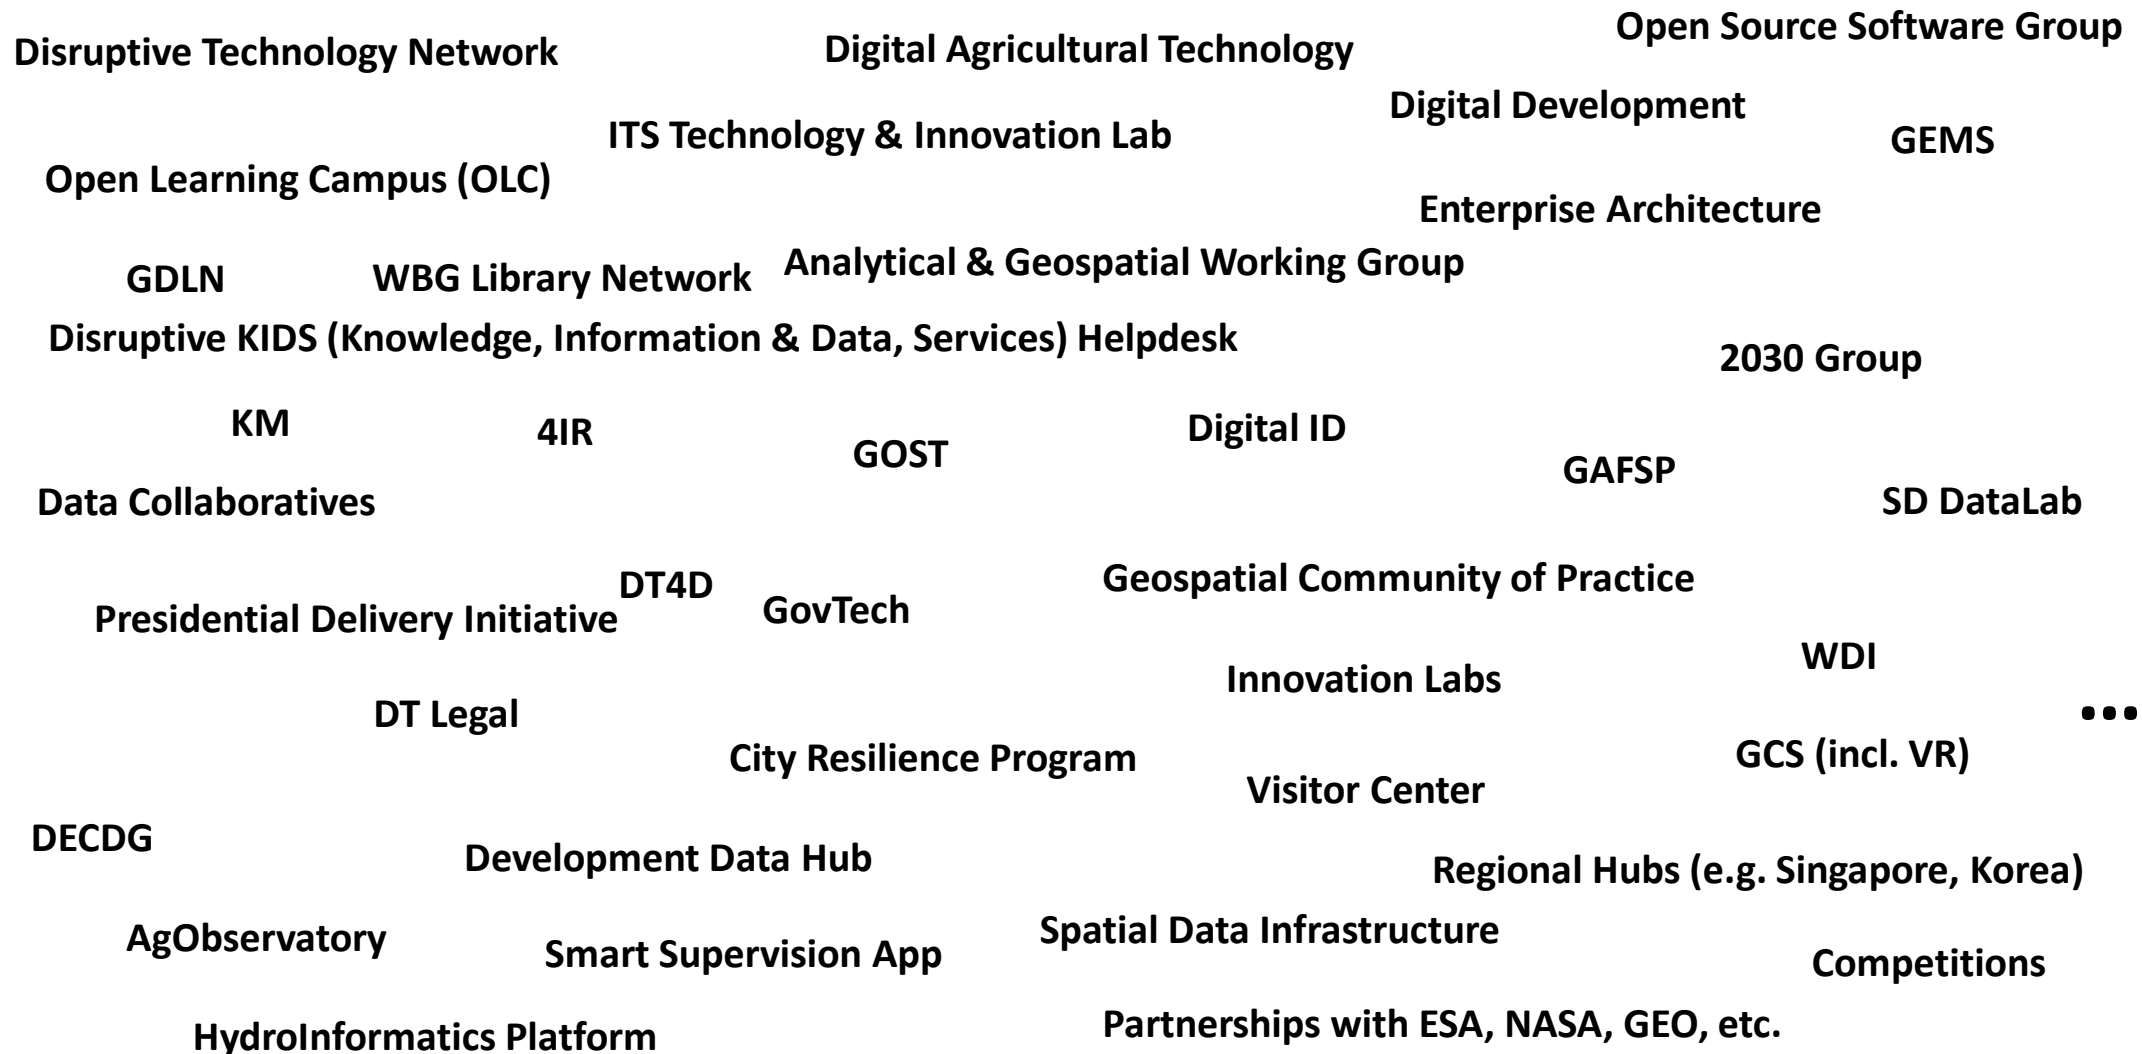 Open Source Software Group
Disruptive Technology Network
Digital Agricultural Technology
Digital Development
ITS Technology & Innovation Lab
GEMS
Open Learning Campus (OLC)
Enterprise Architecture
Analytical & Geospatial Working Group
GDLN
WBG Library Network
Disruptive KIDS (Knowledge, Information & Data, Services) Helpdesk
2030 Group
KM
4IR
Digital ID
GOST
GAFSP
Data Collaboratives
SD DataLab
Geospatial Community of Practice
DT4D
GovTech
Presidential Delivery Initiative
WDI
Innovation Labs
DT Legal
...
City Resilience Program
GCS (incl. VR)
Visitor Center
DECDG
Development Data Hub
Regional Hubs (e.g. Singapore, Korea)
Spatial Data Infrastructure
AgObservatory
Smart Supervision App
Competitions
Partnerships with ESA, NASA, GEO, etc.
HydroInformatics Platform